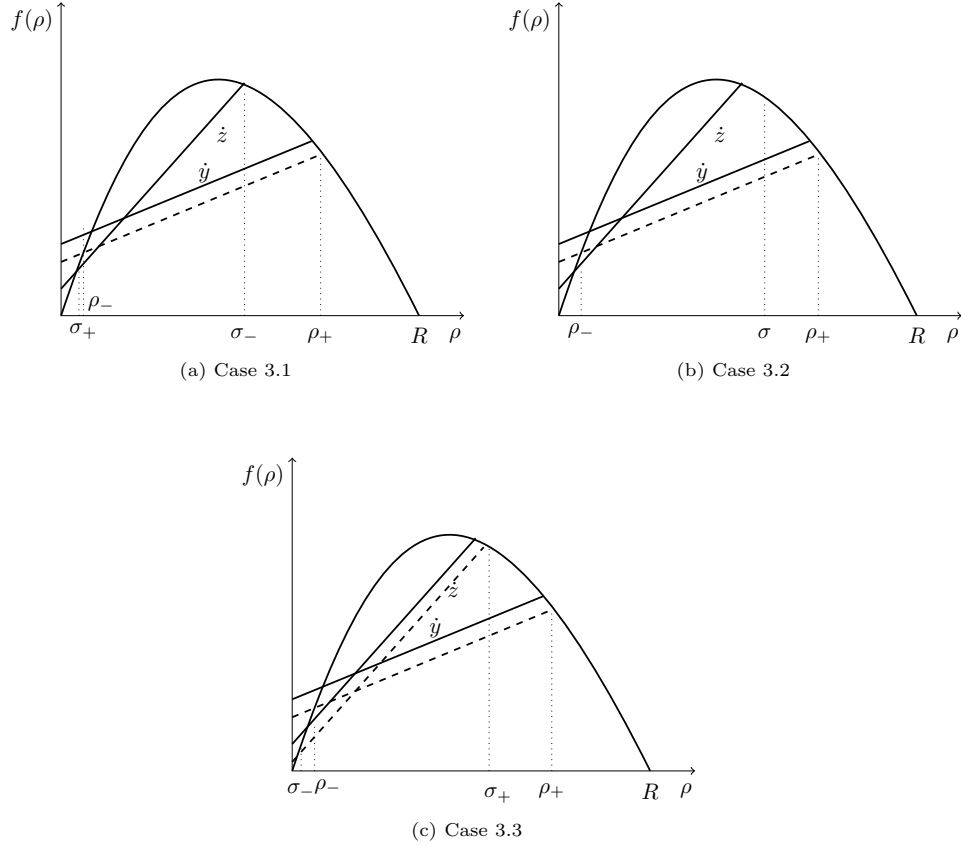 f(ρ)
ż
ẏ
ρ₋
σ₊
σ₋
ρ₊
R
ρ
(a) Case 3.1
f(ρ)
ż
ẏ
ρ₋
σ
ρ₊
R
ρ
(b) Case 3.2
f(ρ)
ż
ẏ
σ₋
ρ₋
σ₊
ρ₊
R
ρ
(c) Case 3.3